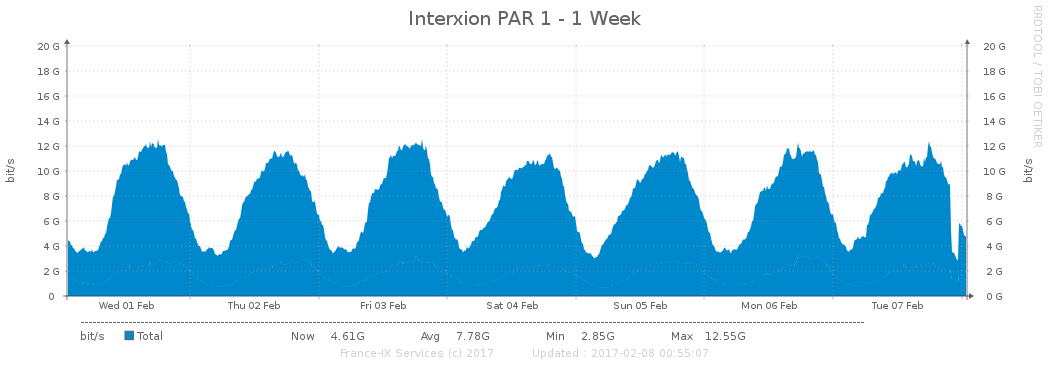 Interxion PAR 1 - 1 Week
RRDTOOL / TOBI OETIKER
bit/s
20 G 20 G
18 G 18 G
16 G 16 G
14 G 14 G
12 G 12 G
10 G 10 G
8 G 8 G
6 G 6 G
4 G 4 G
2 G 2 G
0 0 G
bit/s
Wed 01 Feb Thu 02 Feb Fri 03 Feb Sat 04 Feb Sun 05 Feb Mon 06 Feb Tue 07 Feb
bit/s Total Now 4.61G Avg 7.78G Min 2.85G Max 12.55G
France-IX Services (c) 2017 Updated : 2017-02-08 00:55:07